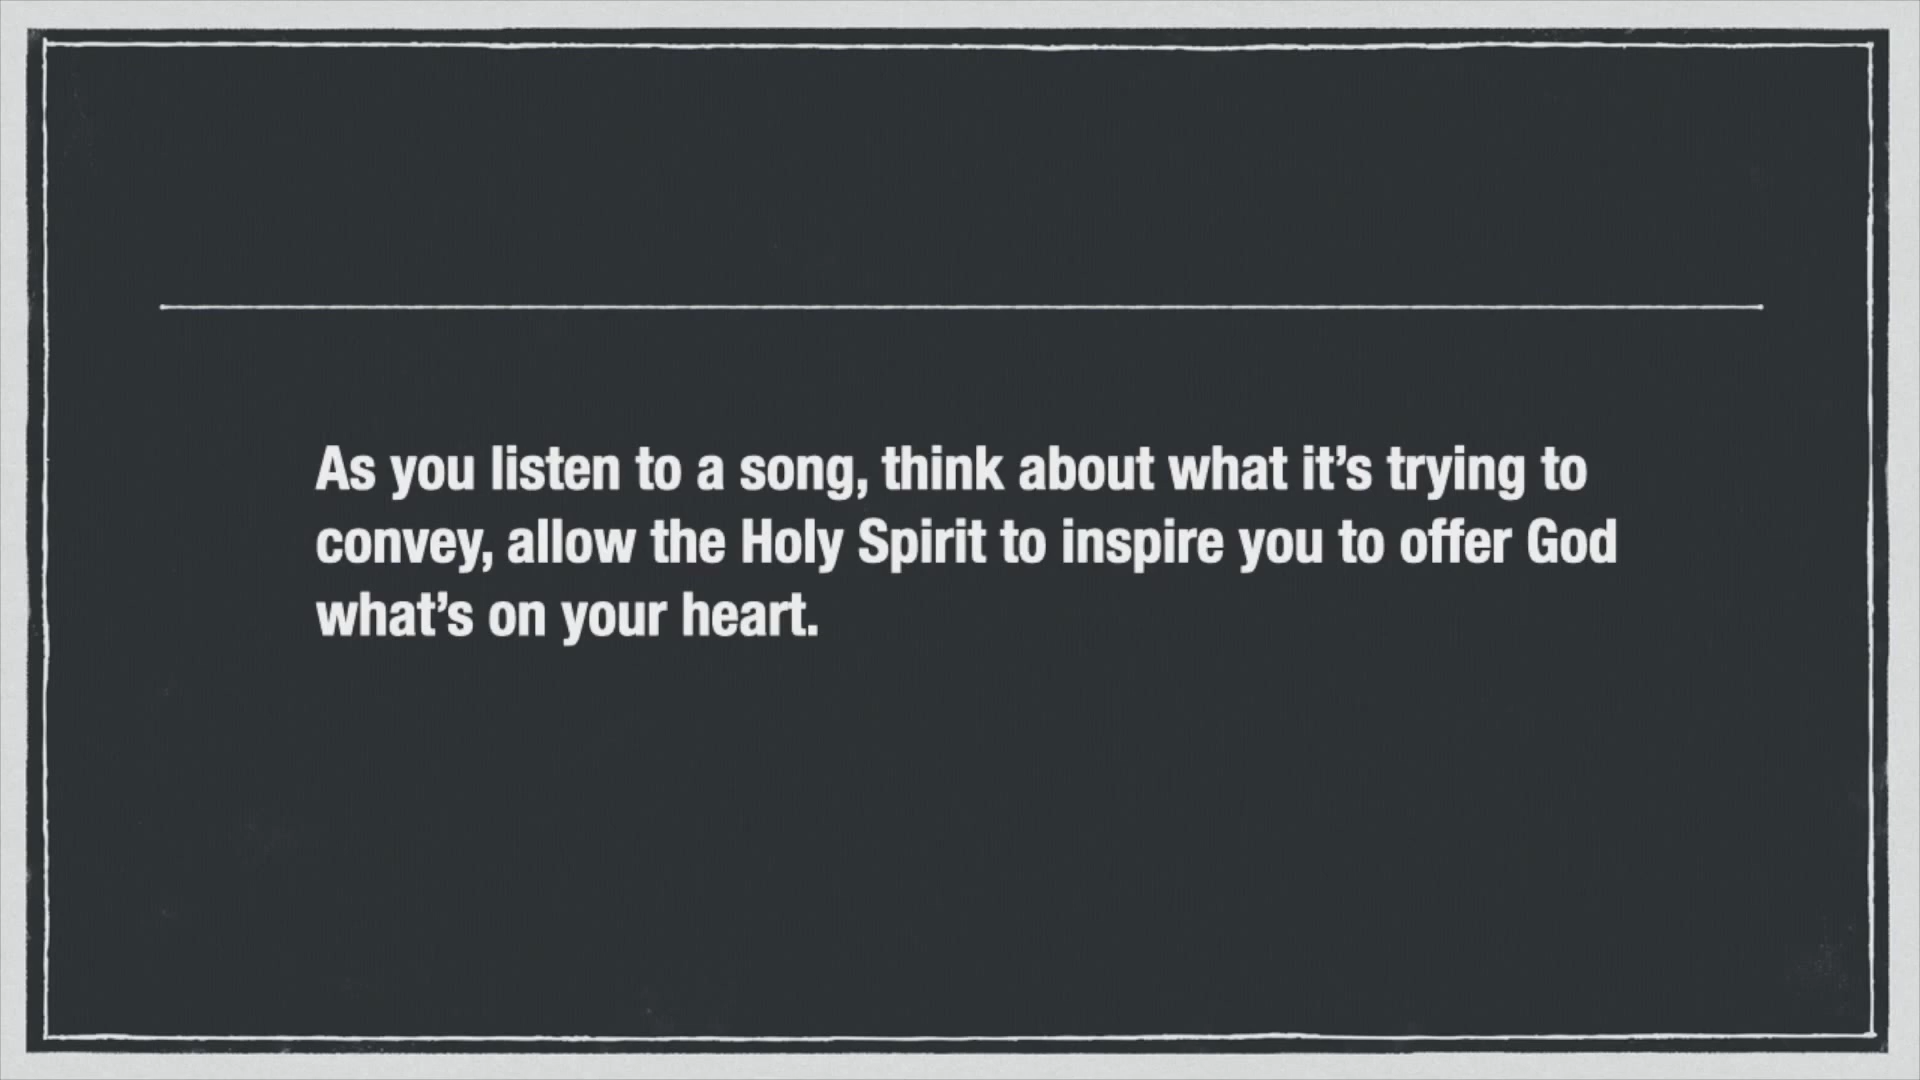 As you listen to a song, think about what it’s trying to
convey, allow the Holy Spirit to inspire you to offer God
what’s on your heart.